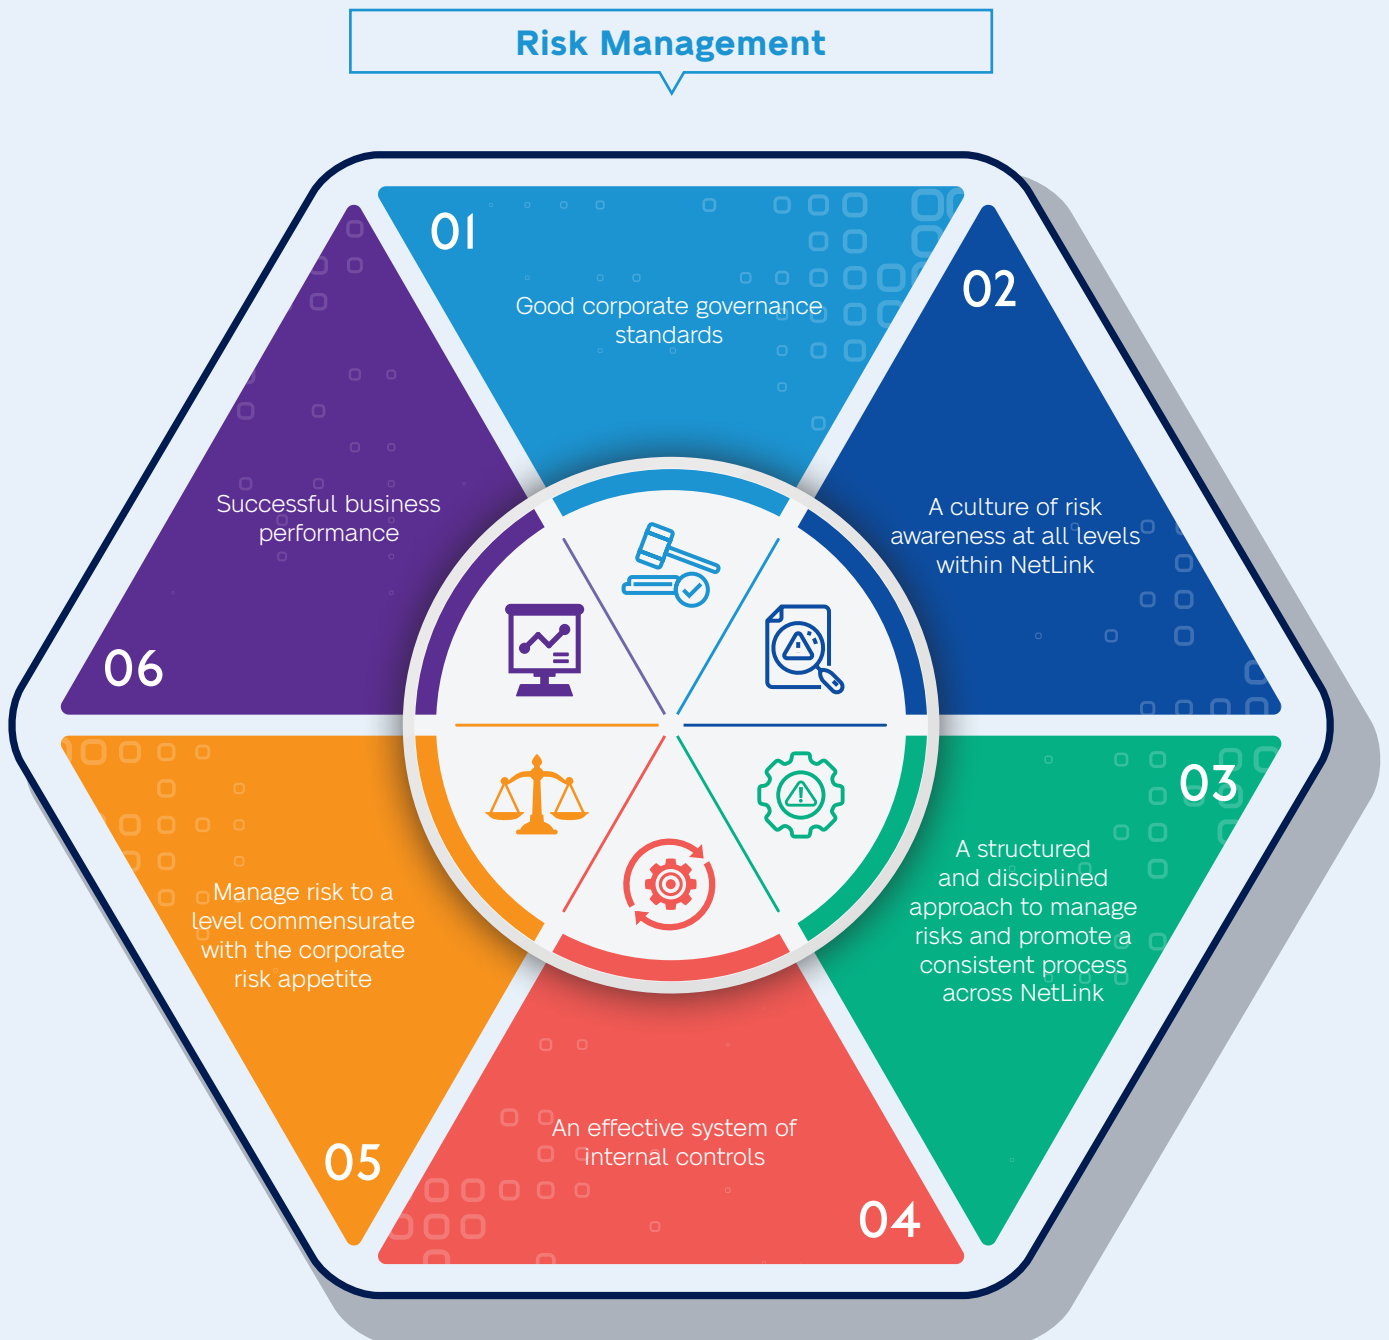 Risk Management
01
Good corporate governance
standards
02
A culture of risk
awareness at all levels
within NetLink
03
A structured
and disciplined
approach to manage
risks and promote a
consistent process
across NetLink
04
An effective system of
internal controls
05
Manage risk to a
level commensurate
with the corporate
risk appetite
06
Successful business
performance